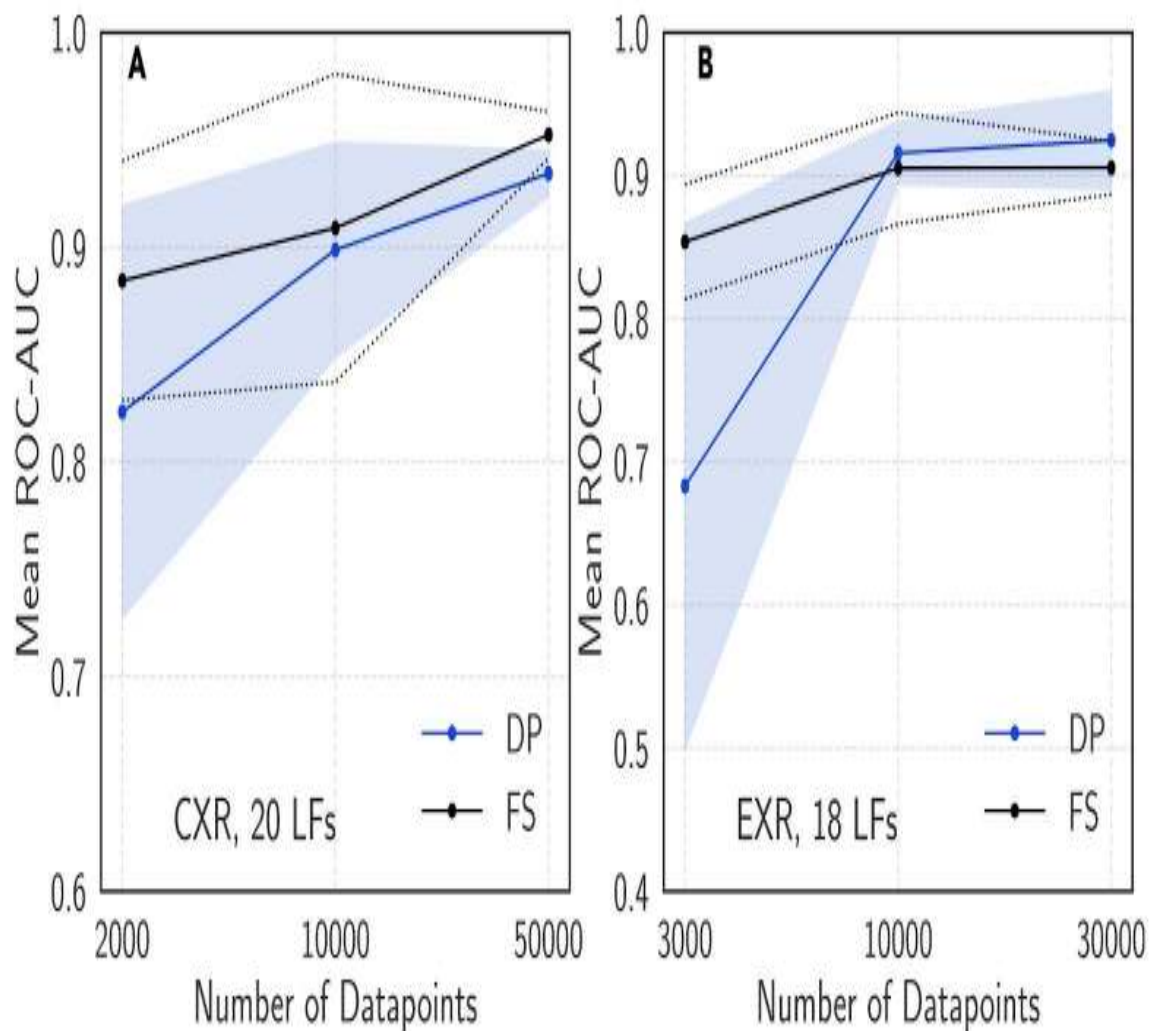 A
Mean ROC-AUC
1.0
0.9
0.8
0.7
0.6
DP
FS
CXR, 20 LFs
2000 10000 50000
Number of Datapoints
B
Mean ROC-AUC
1.0
0.9
0.8
0.7
0.6
0.5
0.4
DP
FS
EXR, 18 LFs
3000 10000 30000
Number of Datapoints